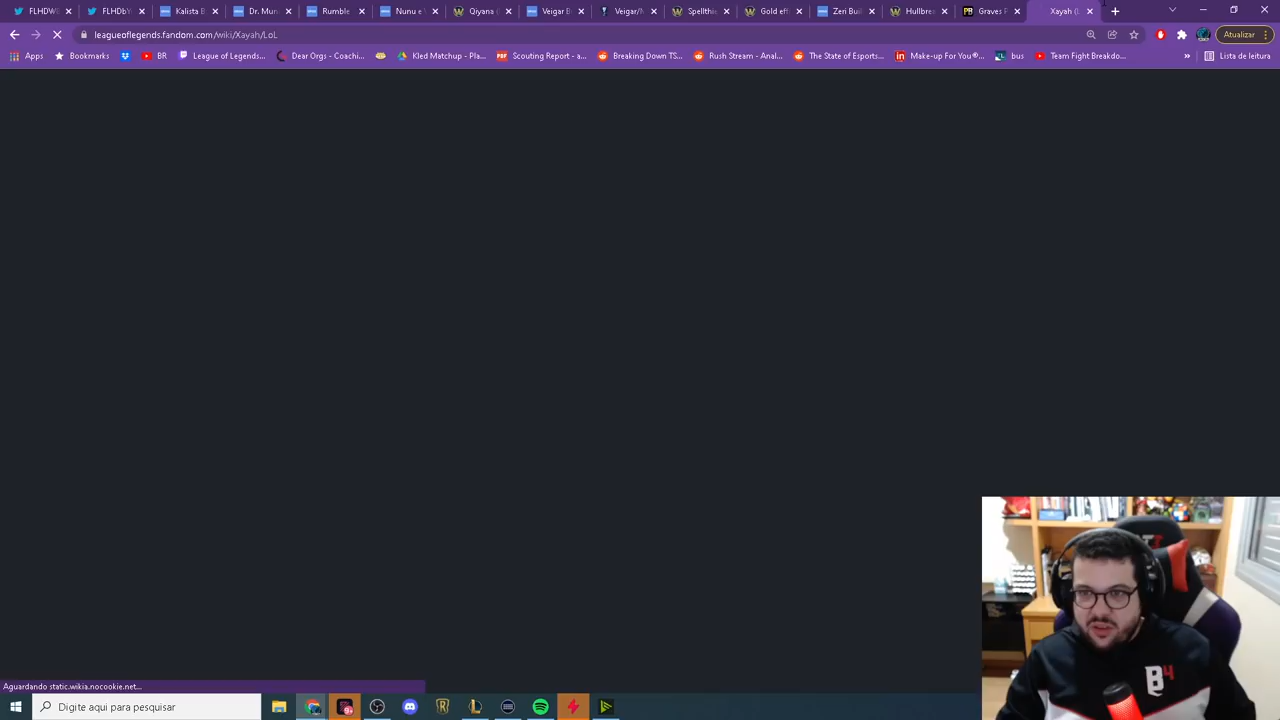 FLHDW FLHDbY Kalista B Dr. Mun Rumble Nunu e Qiyana ( Veigar B Veigar/ Spellthi Gold eff Zeri Buil Hullbre Graves F Xayah (L
leagueoflegends.fandom.com/wiki/Xayah/LoL Atualizar
Apps Bookmarks BR League of Legends... Dear Orgs - Coachi... Kled Matchup - Pla... Scouting Report - a... Breaking Down TS... Rush Stream - Anal... The State of Esports... Make-up For You ®... bus Team Fight Breakdo... » Lista de leitura
B4
Aguardando static.wikia.nocookie.net...
Digite aqui para pesquisar